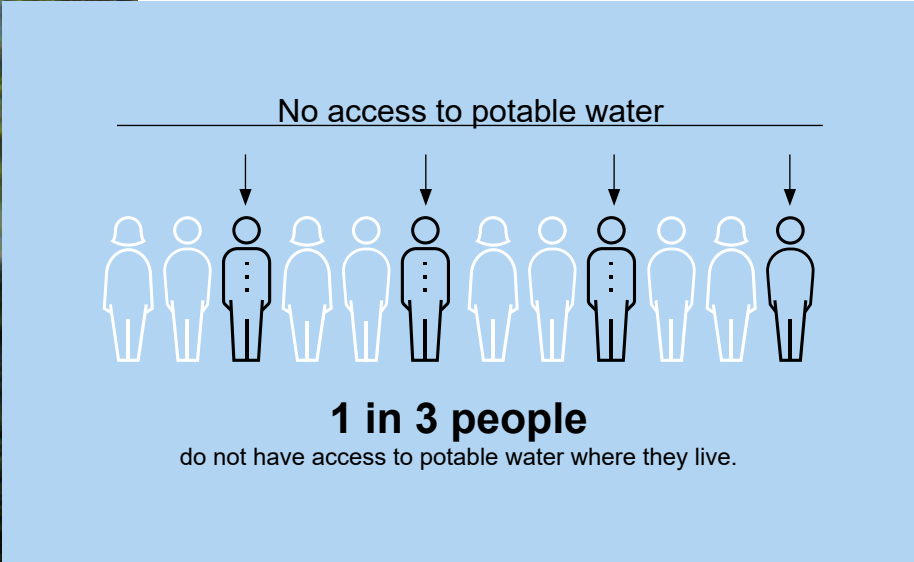 No access to potable water
1 in 3 people
do not have access to potable water where they live.